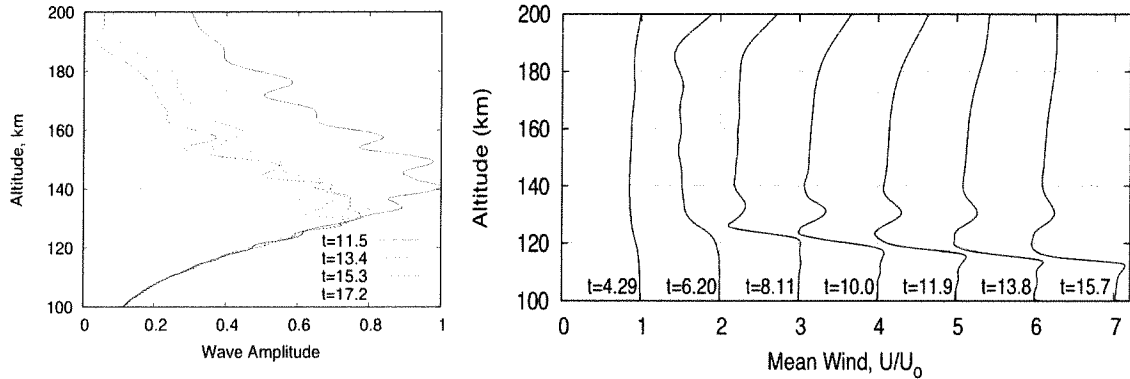 200
180
160
140
120
100
Altitude, km
t=11.5
t=13.4
t=15.3
t=17.2
0
0.2
0.4
0.6
0.8
1
Wave Amplitude
200
180
160
140
120
100
Altitude (km)
t=4.29 t=6.20 t=8.11 t=10.0 t=11.9 t=13.8 t=15.7
0 1 2 3 4 5 6 7
Mean Wind, U/U₀